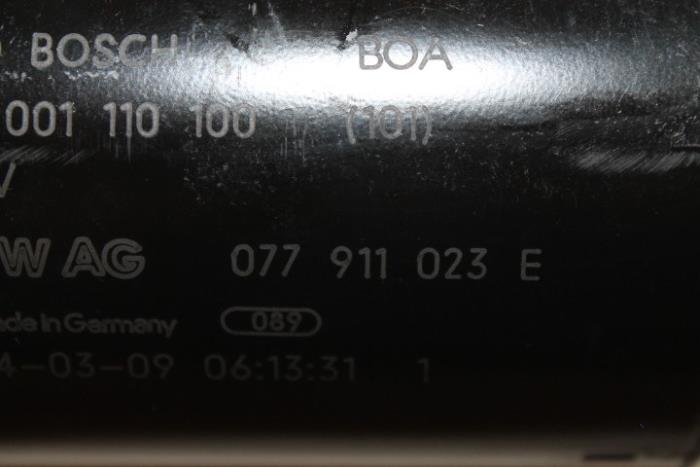 BOSCH BOA
001 110 100 (101)
V
W AG 077 911 023 E
ade in Germany 089
4-03-09 06:13:31 1